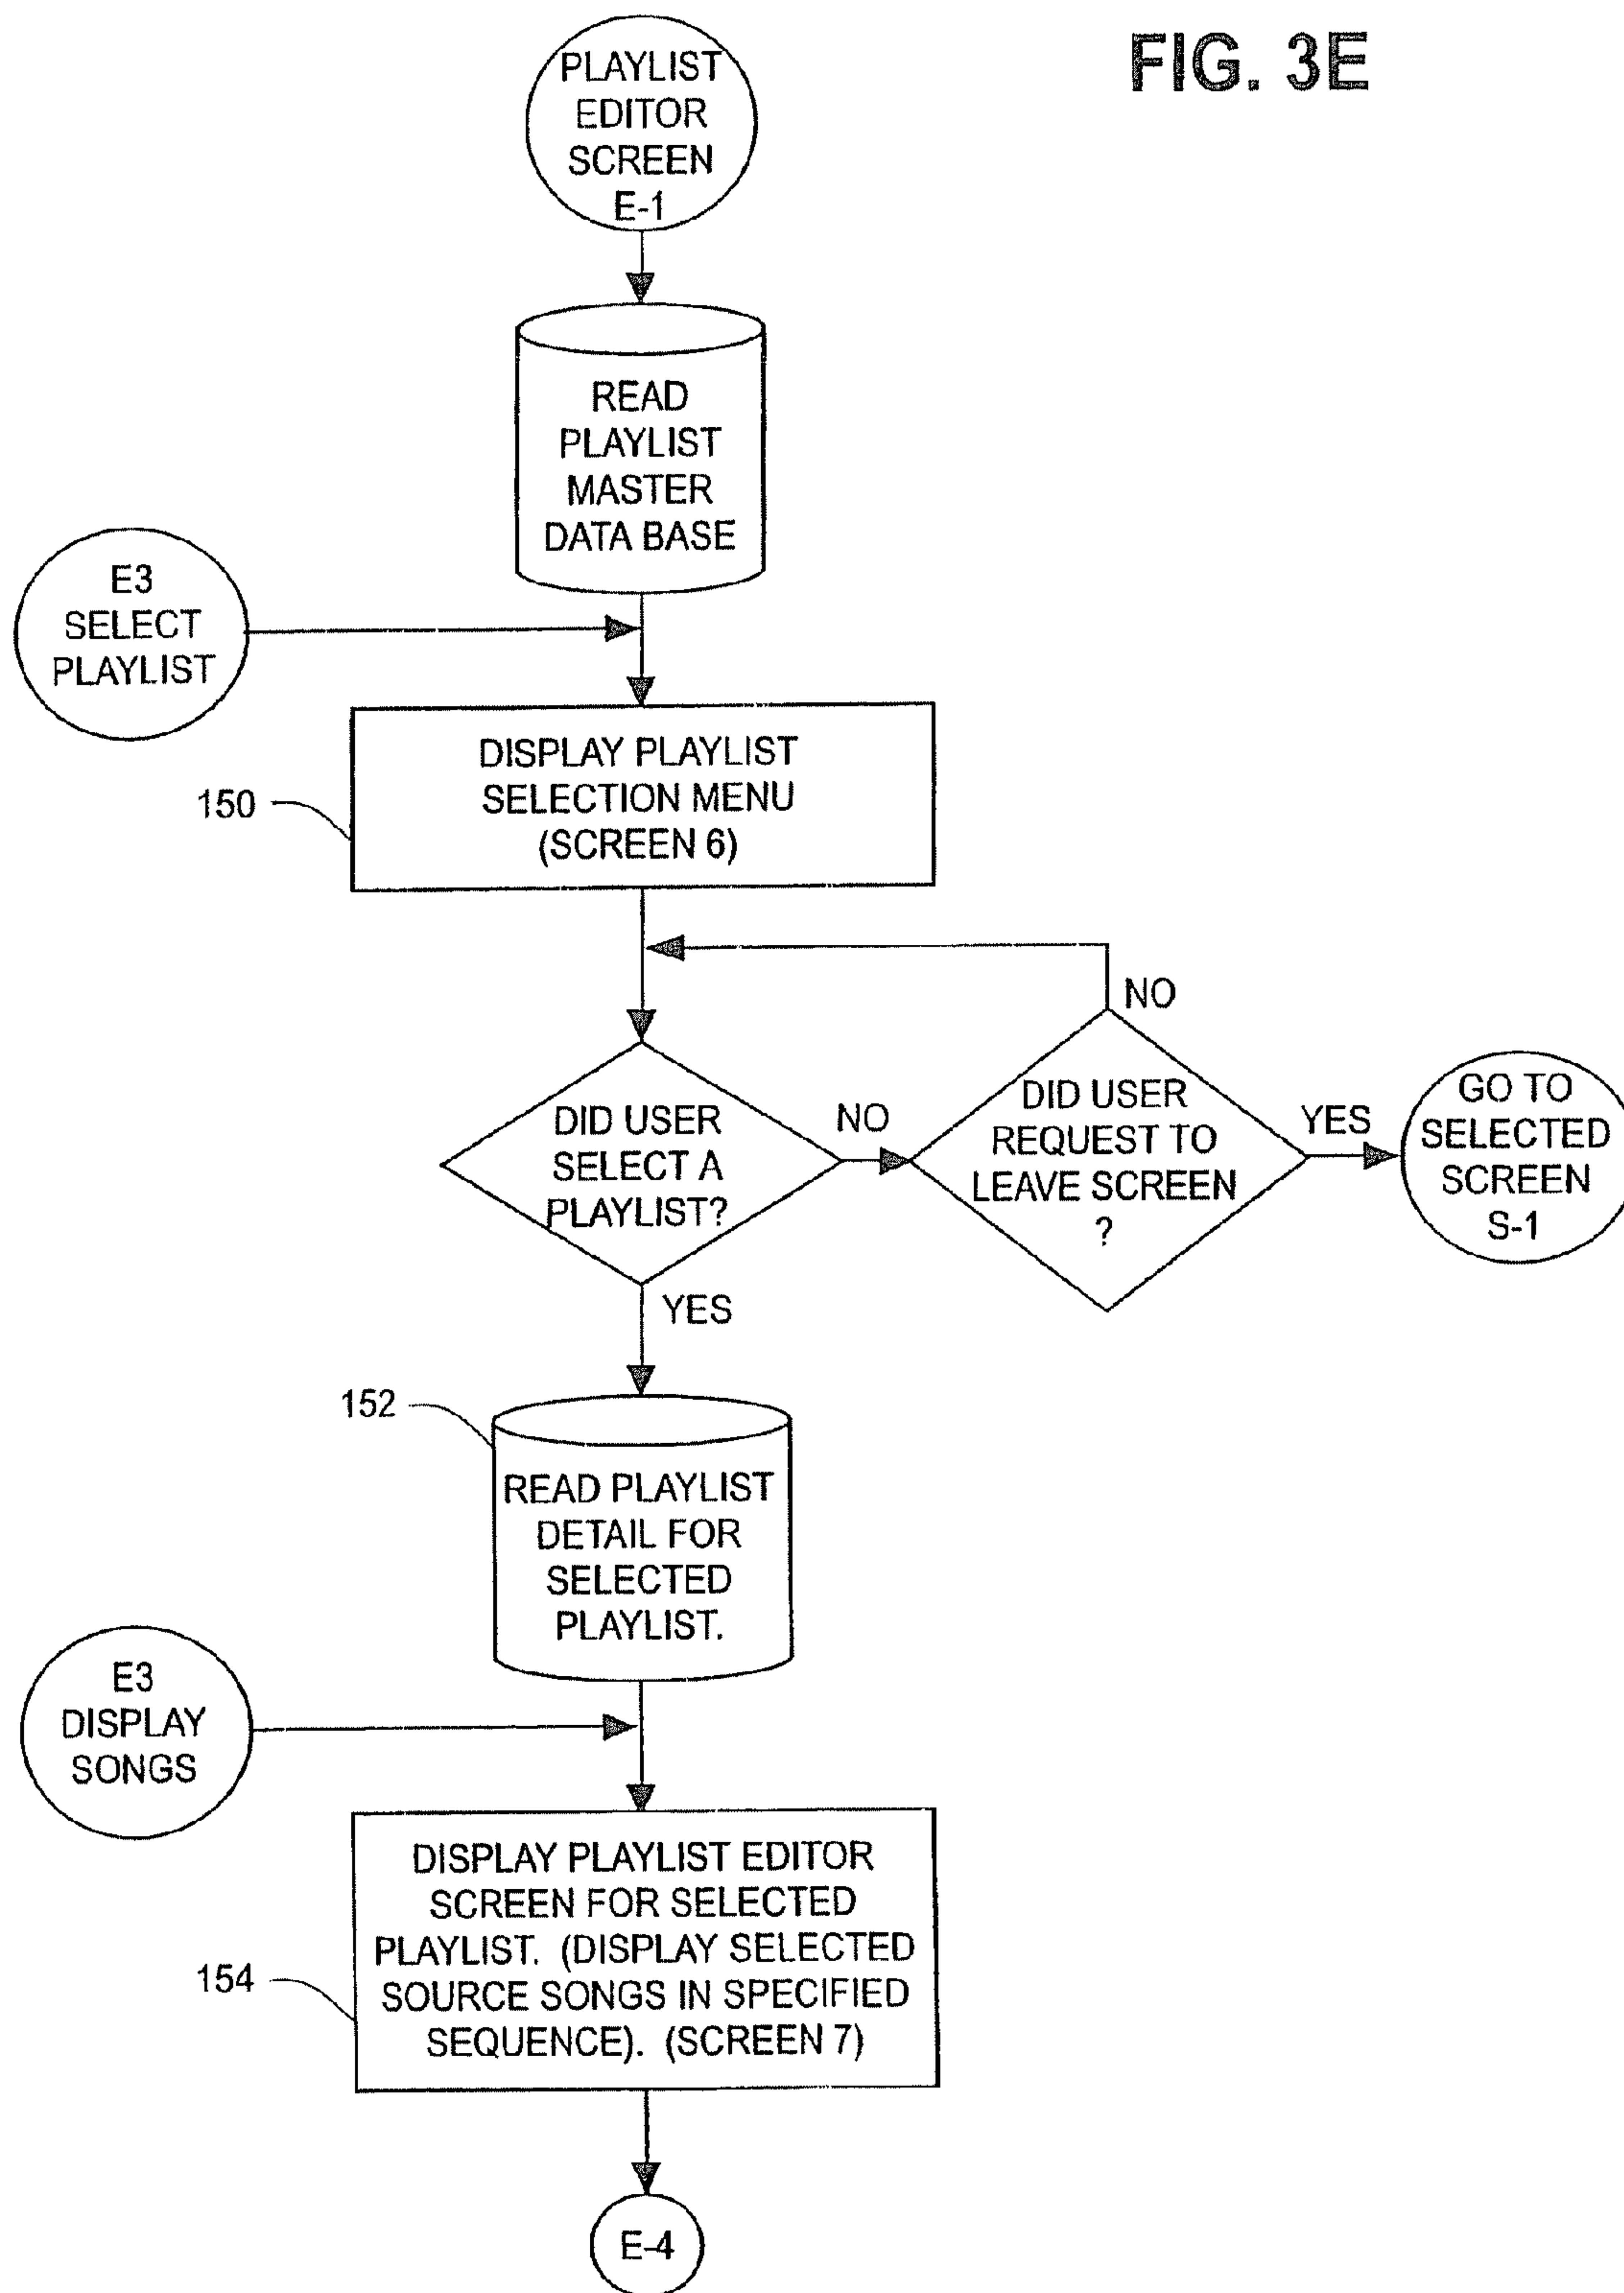 FIG. 3E
PLAYLIST
EDITOR
SCREEN
E-1
READ
PLAYLIST
MASTER
DATA BASE
E3
SELECT
PLAYLIST
DISPLAY PLAYLIST
SELECTION MENU
(SCREEN 6)
150
NO
DID USER
SELECT A
PLAYLIST?
NO
DID USER
REQUEST TO
LEAVE SCREEN
?
YES
GO TO
SELECTED
SCREEN
S-1
YES
152
READ PLAYLIST
DETAIL FOR
SELECTED
PLAYLIST.
E3
DISPLAY
SONGS
DISPLAY PLAYLIST EDITOR
SCREEN FOR SELECTED
PLAYLIST. (DISPLAY SELECTED
SOURCE SONGS IN SPECIFIED
SEQUENCE). (SCREEN 7)
154
E-4